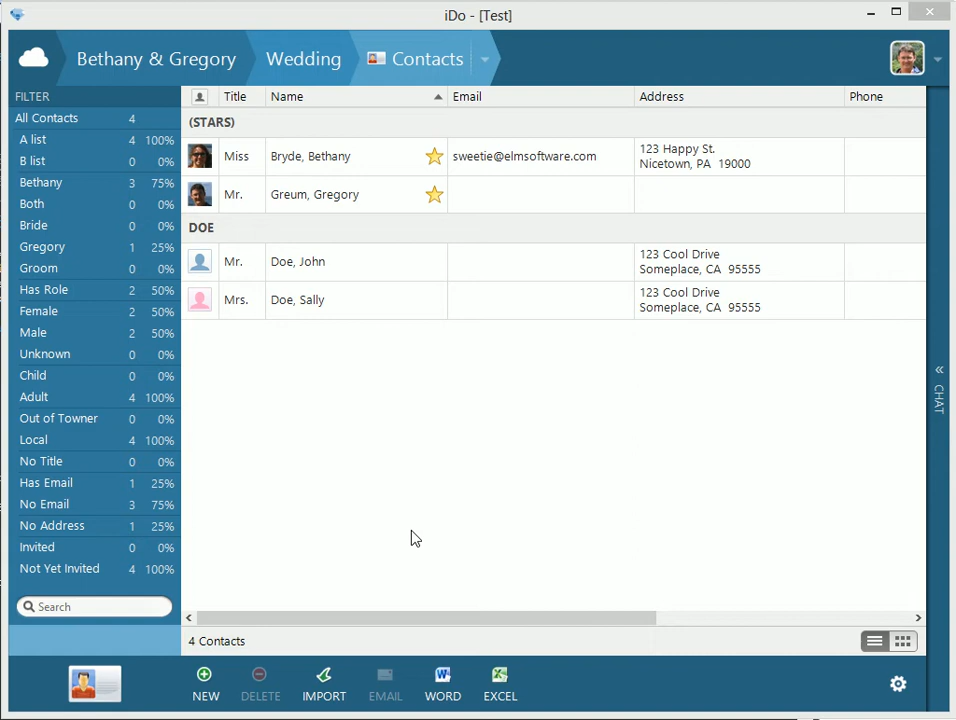 iDo - [Test]
Bethany & Gregory Wedding Contacts
FILTER
All Contacts 4
A list 4 100%
B list 0 0%
Bethany 3 75%
Both 0 0%
Bride 0 0%
Gregory 1 25%
Groom 0 0%
Has Role 2 50%
Female 2 50%
Male 2 50%
Unknown 0 0%
Child 0 0%
Adult 4 100%
Out of Towner 0 0%
Local 4 100%
No Title 0 0%
Has Email 1 25%
No Email 3 75%
No Address 1 25%
Invited 0 0%
Not Yet Invited 4 100%
Search
Title Name Email Address Phone
(STARS)
Miss Bryde, Bethany sweetie@elmsoftware.com 123 Happy St.
Nicetown, PA 19000
Mr. Greum, Gregory
DOE
Mr. Doe, John 123 Cool Drive
Someplace, CA 95555
Mrs. Doe, Sally 123 Cool Drive
Someplace, CA 95555
« CHAT
4 Contacts
NEW DELETE IMPORT EMAIL WORD EXCEL